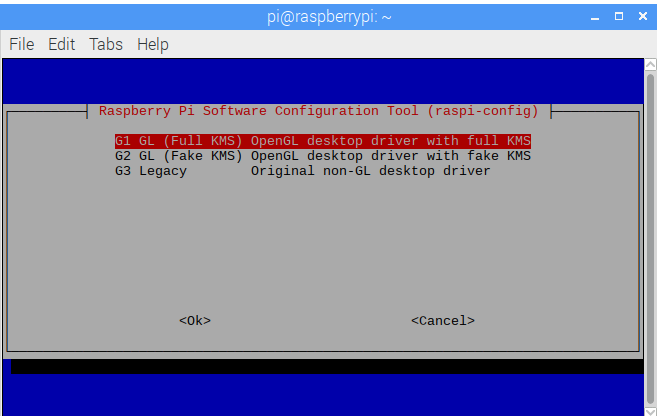 pi@raspberrypi: ~
File Edit Tabs Help
Raspberry Pi Software Configuration Tool (raspi-config)
G1 GL (Full KMS) OpenGL desktop driver with full KMS
G2 GL (Fake KMS) OpenGL desktop driver with fake KMS
G3 Legacy Original non-GL desktop driver
<Ok> <Cancel>